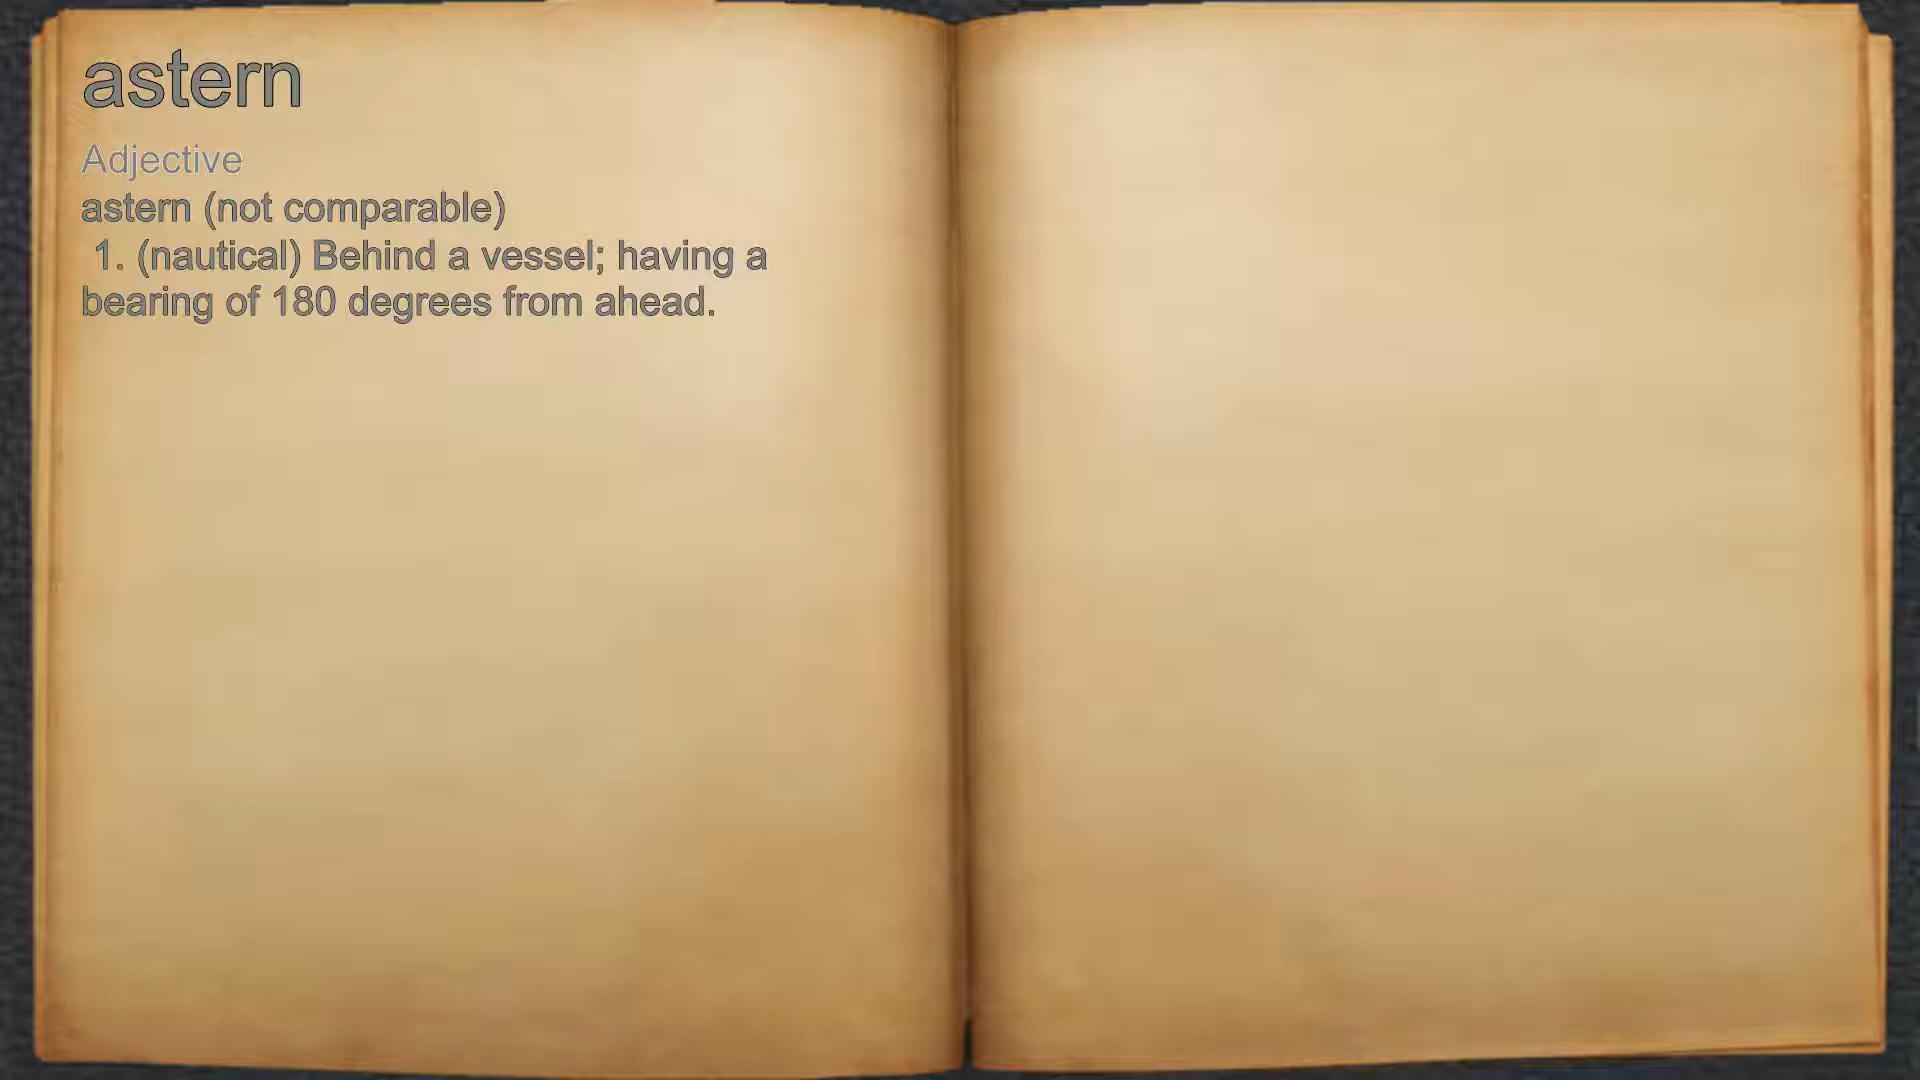 astern
Adjective
astern (not comparable)
1. (nautical) Behind a vessel; having a
bearing of 180 degrees from ahead.